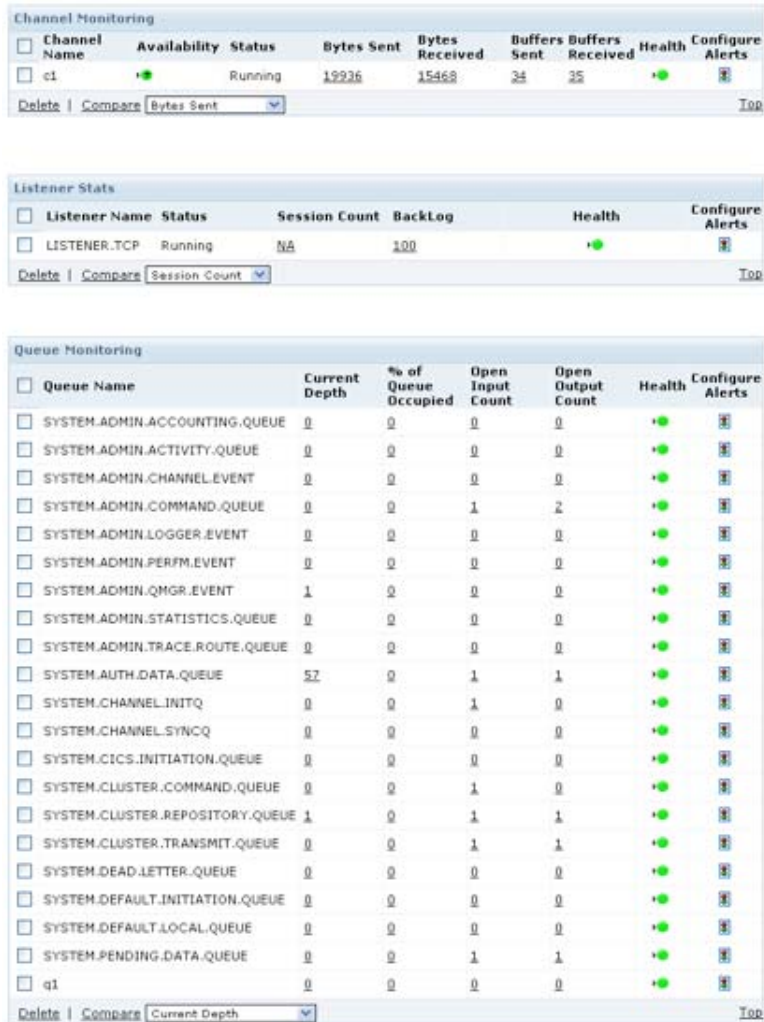 Channel Monitoring
Channel Name Availability Status Bytes Sent Bytes Received Buffers Sent Buffers Received Health Configure Alerts
c1 Running 19936 15468 34 35
Delete | Compare Bytes Sent Top
Listener Stats
Listener Name Status Session Count BackLog Health Configure Alerts
LISTENER.TCP Running NA 100
Delete | Compare Session Count Top
Queue Monitoring
Queue Name Current Depth % of Queue Occupied Open Input Count Open Output Count Health Configure Alerts
SYSTEM.ADMIN.ACCOUNTING.QUEUE 0 0 0 0
SYSTEM.ADMIN.ACTIVITY.QUEUE 0 0 0 0
SYSTEM.ADMIN.CHANNEL.EVENT 0 0 0 0
SYSTEM.ADMIN.COMMAND.QUEUE 0 0 1 2
SYSTEM.ADMIN.LOGGER.EVENT 0 0 0 0
SYSTEM.ADMIN.PERFM.EVENT 0 0 0 0
SYSTEM.ADMIN.QMGR.EVENT 1 0 0 0
SYSTEM.ADMIN.STATISTICS.QUEUE 0 0 0 0
SYSTEM.ADMIN.TRACE.ROUTE.QUEUE 0 0 0 0
SYSTEM.AUTH.DATA.QUEUE 57 0 1 1
SYSTEM.CHANNEL.INITQ 0 0 1 0
SYSTEM.CHANNEL.SYNCQ 0 0 0 0
SYSTEM.CICS.INITIATION.QUEUE 0 0 0 0
SYSTEM.CLUSTER.COMMAND.QUEUE 0 0 1 0
SYSTEM.CLUSTER.REPOSITORY.QUEUE 1 0 1 1
SYSTEM.CLUSTER.TRANSMIT.QUEUE 0 0 1 1
SYSTEM.DEAD.LETTER.QUEUE 0 0 0 0
SYSTEM.DEFAULT.INITIATION.QUEUE 0 0 0 0
SYSTEM.DEFAULT.LOCAL.QUEUE 0 0 0 0
SYSTEM.PENDING.DATA.QUEUE 0 0 1 1
q1 0 0 0 0
Delete | Compare Current Depth Top